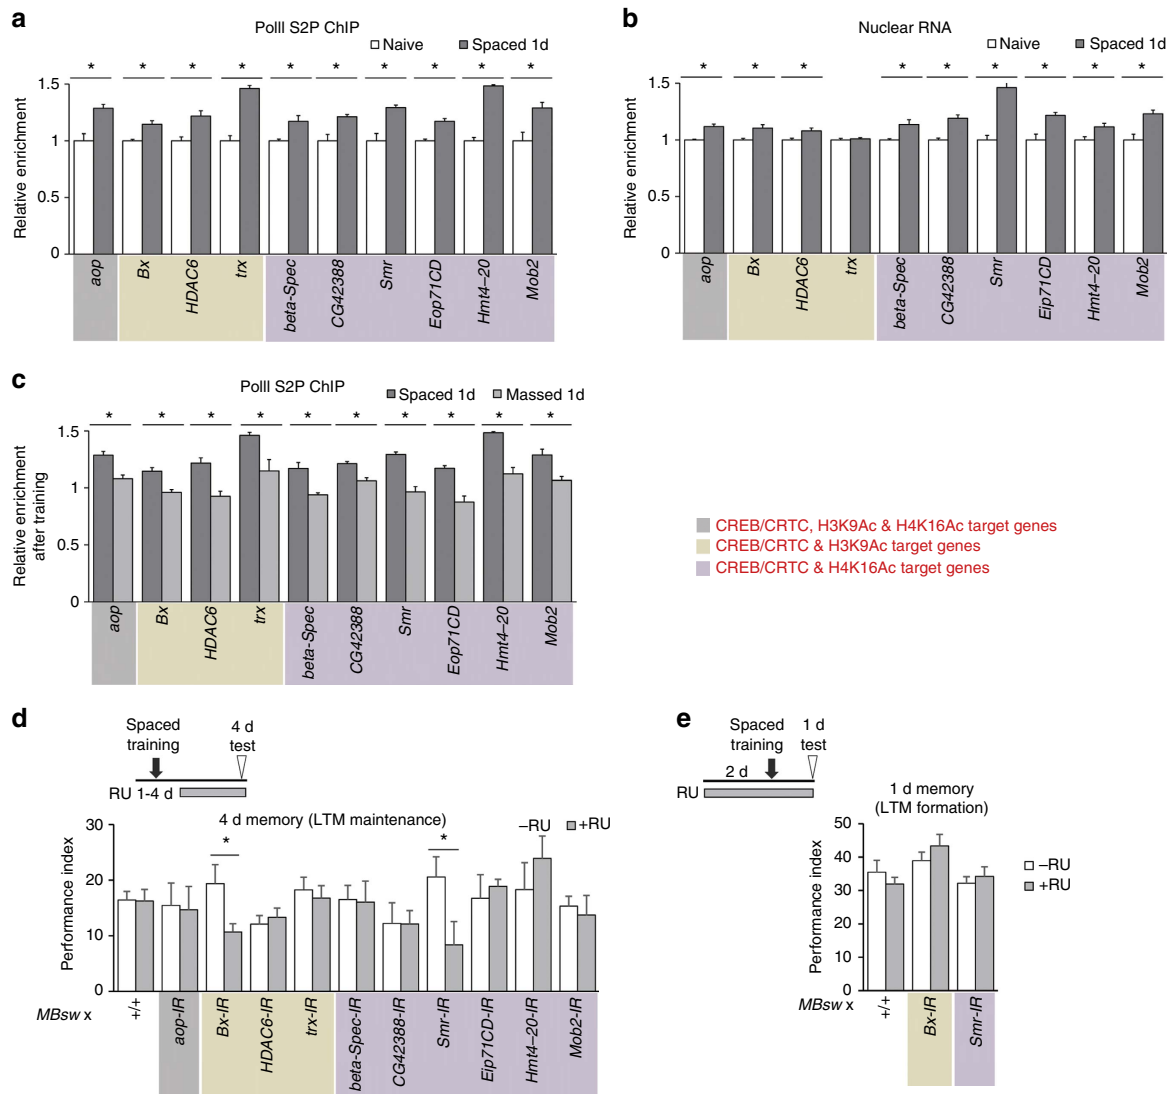 a
PolII S2P ChIP
Naive Spaced 1d
* * * * * * * * * *
Relative enrichment
1.5
1
0.5
0
aop Bx HDAC6 trx beta-Spec CG42388 Smr Eop71CD Hmt4–20 Mob2
b
Nuclear RNA
Naive Spaced 1d
* * * * * * * * *
Relative enrichment
1.5
1
0.5
0
aop Bx HDAC6 trx beta-Spec CG42388 Smr Eip71CD Hmt4–20 Mob2
c
PolII S2P ChIP
Spaced 1d Massed 1d
* * * * * * * * * *
Relative enrichment
after training
1.5
1
0.5
0
aop Bx HDAC6 trx beta-Spec CG42388 Smr Eop71CD Hmt4–20 Mob2
CREB/CRTC, H3K9Ac & H4K16Ac target genes
CREB/CRTC & H3K9Ac target genes
CREB/CRTC & H4K16Ac target genes
d
Spaced
training
4 d
test
RU 1-4 d
4 d memory (LTM maintenance)
–RU +RU
* *
Performance index
30
20
10
0
MBsw x
+/+ aop-IR Bx-IR HDAC6-IR trx-IR beta-Spec-IR CG42388-IR Smr-IR Eip71CD-IR Hmt4–20-IR Mob2-IR
e
Spaced
training
1 d
test
2 d
RU
1 d memory
(LTM formation)
–RU
+RU
Performance index
50
40
30
20
10
0
MBsw x
+/+ Bx-IR Smr-IR